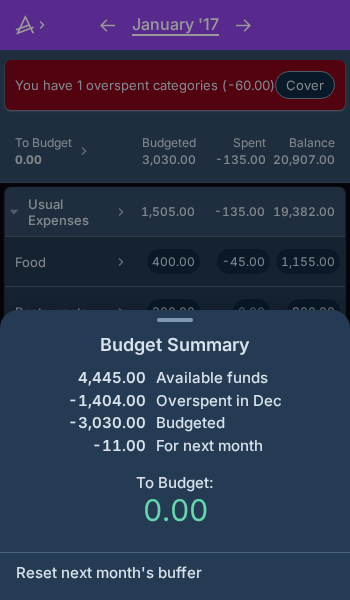 January '17
You have 1 overspent categories (-60.00) Cover
To Budget Budgeted Spent Balance
0.00 3,030.00 -135.00 20,907.00
Usual Expenses 1,505.00 -135.00 19,382.00
Food 400.00 -45.00 1,155.00
Budget Summary
4,445.00 Available funds
-1,404.00 Overspent in Dec
-3,030.00 Budgeted
-11.00 For next month
To Budget:
0.00
Reset next month's buffer